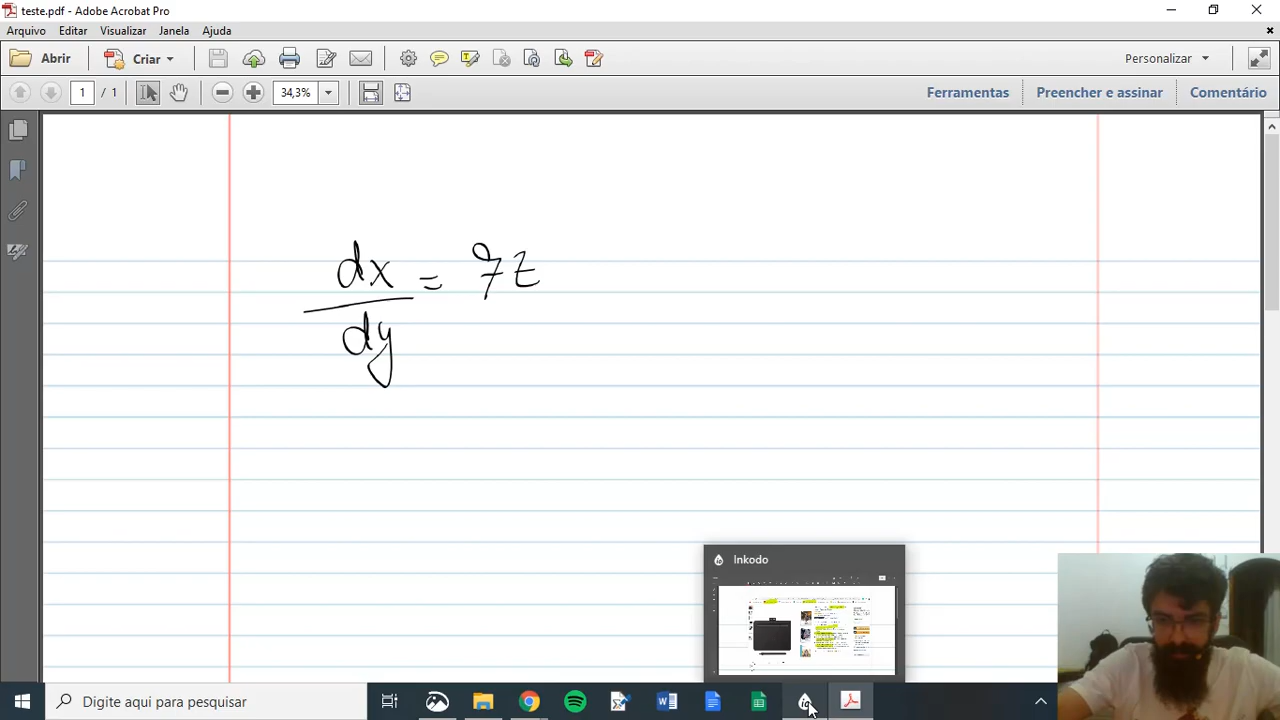 teste.pdf - Adobe Acrobat Pro
Arquivo Editar Visualizar Janela Ajuda
Abrir Criar Personalizar
1 / 1 34,3% Ferramentas Preencher e assinar Comentário
dx = 7z
dy
Inkodo
Digite aqui para pesquisar